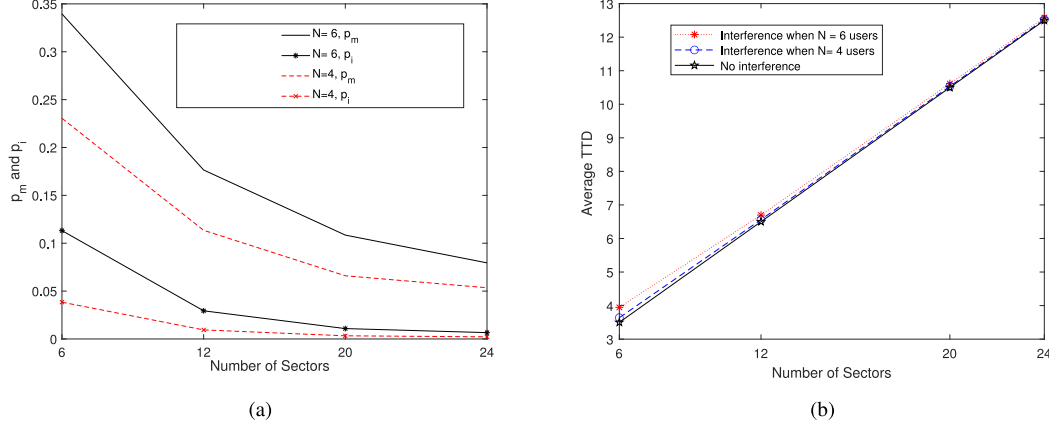 0.35
0.3
0.25
0.2
0.15
0.1
0.05
0
p_m and p_i
N= 6, p_m
N= 6, p_i
N=4, p_m
N=4, p_i
6 12 20 24
Number of Sectors
(a)
13
12
11
10
9
8
7
6
5
4
3
Average TTD
Interference when N = 6 users
Interference when N= 4 users
No interference
6 12 20 24
Number of Sectors
(b)